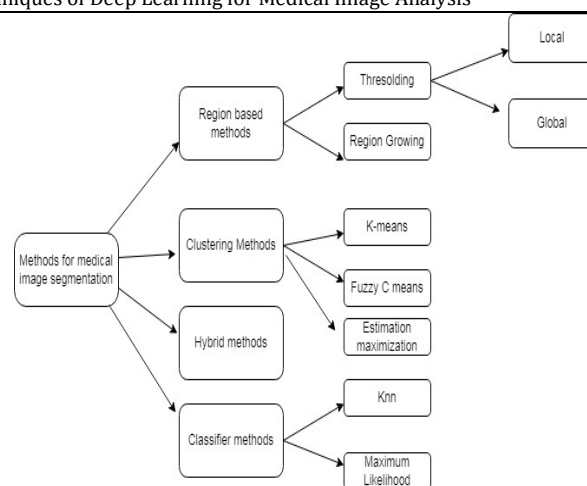 niques of Deep Learning for Medical Image Analysis
Local
Thresolding
Region based
methods
Global
Region Growing
K-means
Clustering Methods
Methods for medical
image segmentation
Fuzzy C means
Estimation
maximization
Hybrid methods
Knn
Classifier methods
Maximum
Likelihood